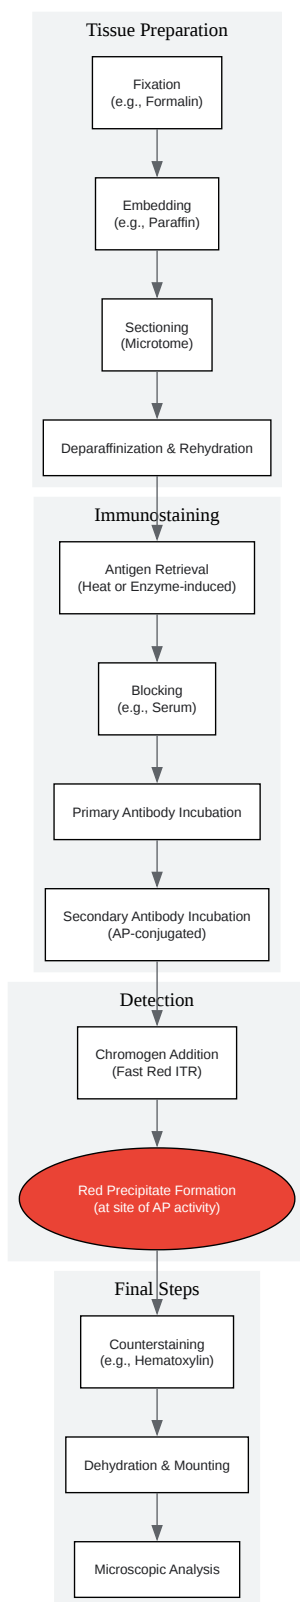 Tissue Preparation
Fixation
(e.g., Formalin)
Embedding
(e.g., Paraffin)
Sectioning
(Microtome)
Deparaffinization & Rehydration
Immunostaining
Antigen Retrieval
(Heat or Enzyme-induced)
Blocking
(e.g., Serum)
Primary Antibody Incubation
Secondary Antibody Incubation
(AP-conjugated)
Detection
Chromogen Addition
(Fast Red ITR)
Red Precipitate Formation
(at site of AP activity)
Final Steps
Counterstaining
(e.g., Hematoxylin)
Dehydration & Mounting
Microscopic Analysis